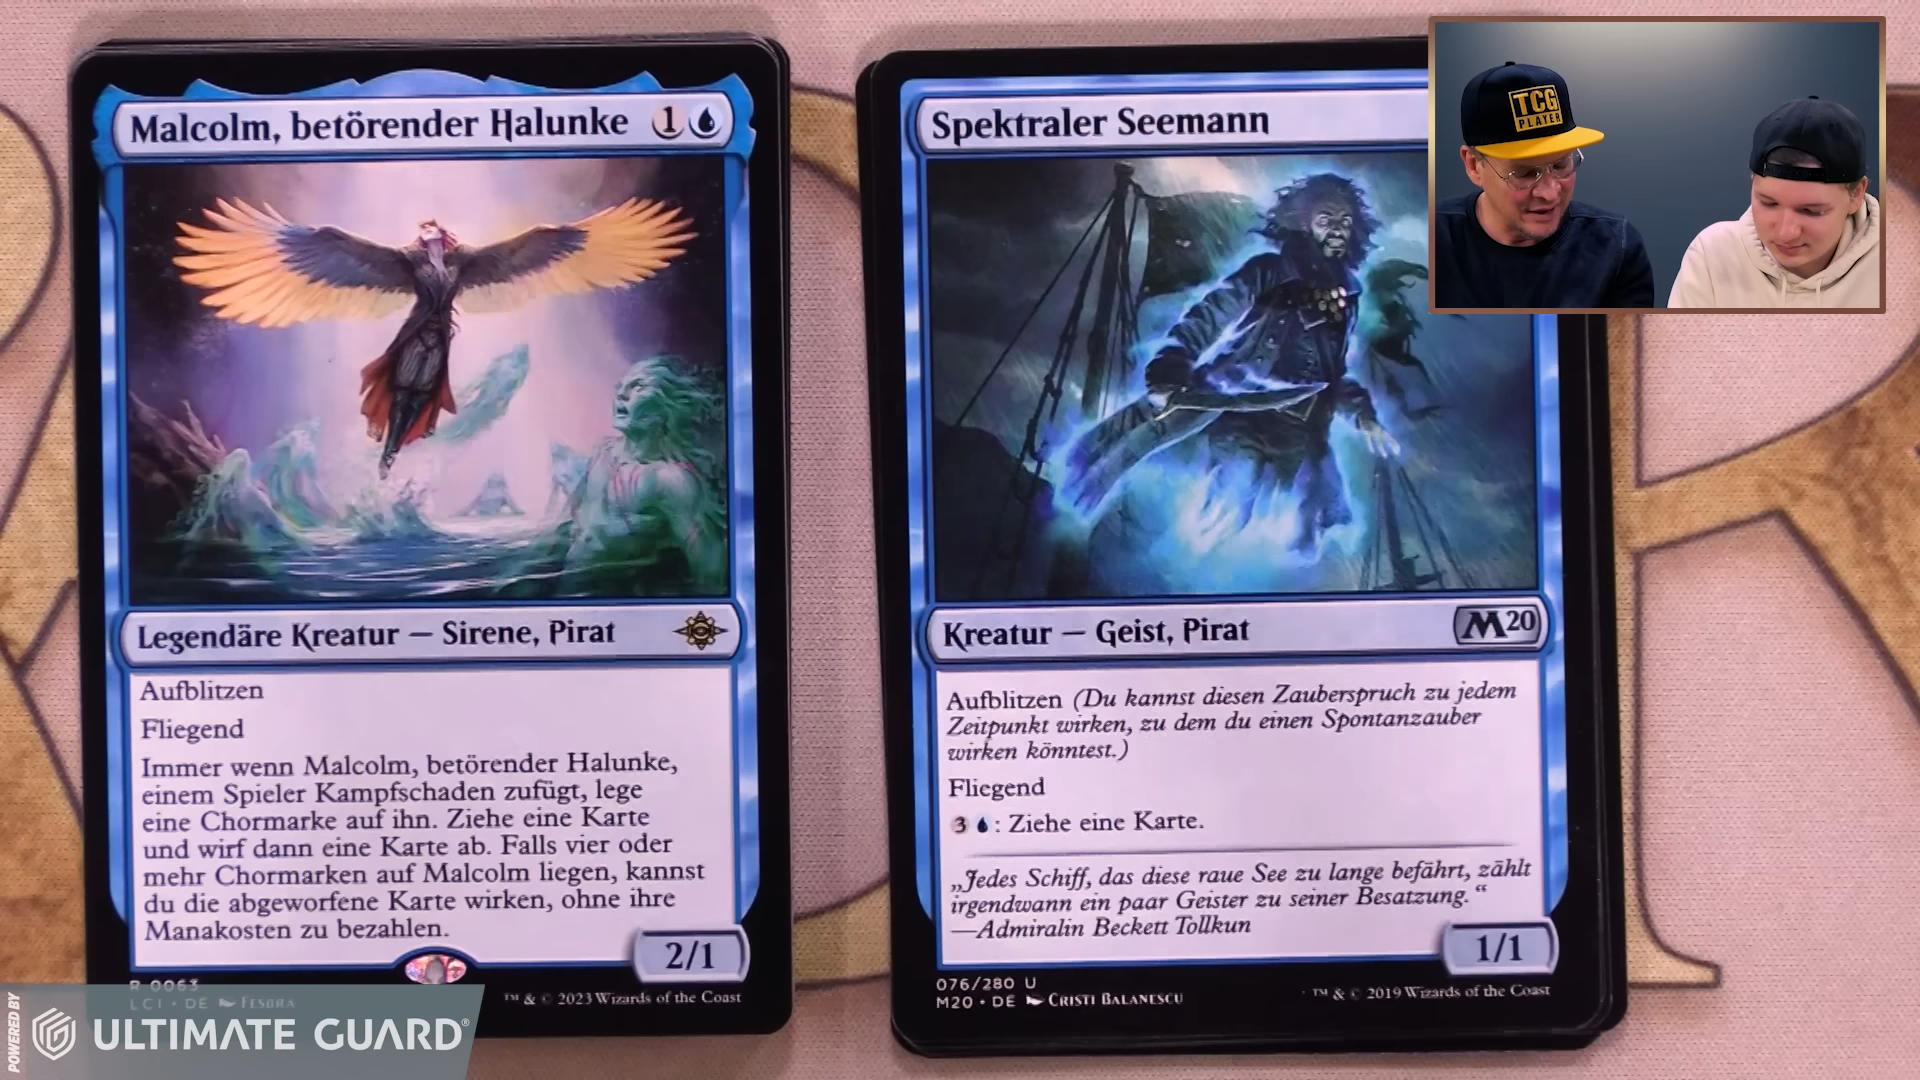 Malcolm, betörender Halunke 1
Legendäre Kreatur — Sirene, Pirat
Aufblitzen
Fliegend
Immer wenn Malcolm, betörender Halunke,
einem Spieler Kampfschaden zufügt, lege
eine Chormarke auf ihn. Ziehe eine Karte
und wirf dann eine Karte ab. Falls vier oder
mehr Chormarken auf Malcolm liegen, kannst
du die abgeworfene Karte wirken, ohne ihre
Manakosten zu bezahlen.
2/1
R 0063
LCI • DE FESBRA
™ & © 2023 Wizards of the Coast
Spektraler Seemann
Kreatur — Geist, Pirat
M20
Aufblitzen (Du kannst diesen Zauberspruch zu jedem
Zeitpunkt wirken, zu dem du einen Spontanzauber
wirken könntest.)
Fliegend
3 : Ziehe eine Karte.
„Jedes Schiff, das diese raue See zu lange befährt, zählt
irgendwann ein paar Geister zu seiner Besatzung.“
—Admiralin Beckett Tollkun
1/1
076/280 U
M20 • DE CRISTI BALANESCU
™ & © 2019 Wizards of the Coast
TCG
PLAYER
POWERED BY
ULTIMATE GUARD®